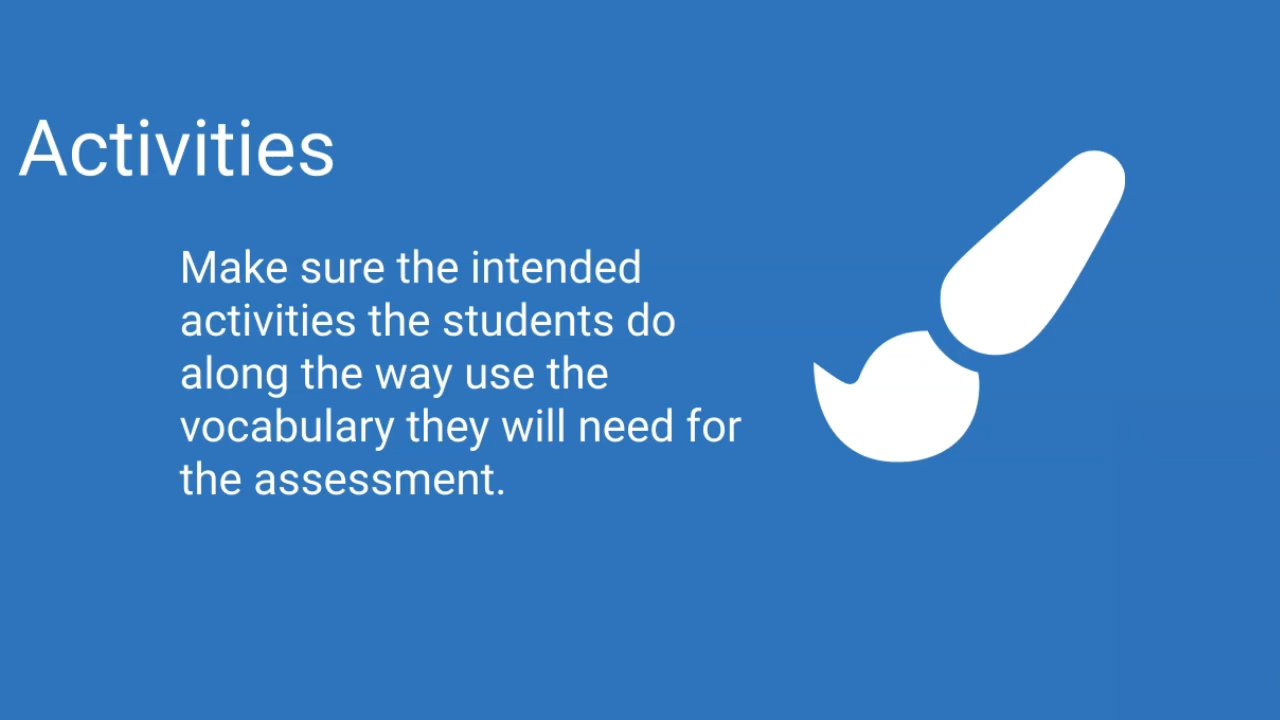 Activities
Make sure the intended
activities the students do
along the way use the
vocabulary they will need for
the assessment.